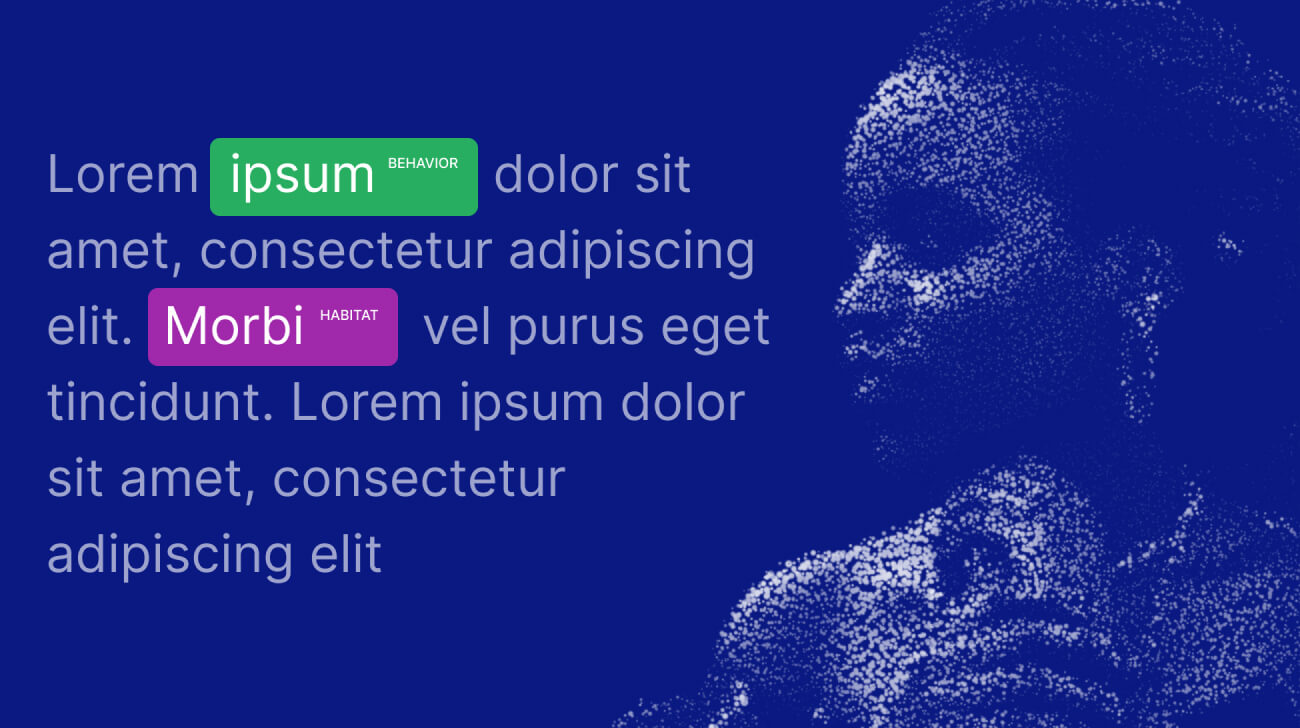 Lorem ipsum BEHAVIOR dolor sit
amet, consectetur adipiscing
elit. Morbi HABITAT vel purus eget
tincidunt. Lorem ipsum dolor
sit amet, consectetur
adipiscing elit